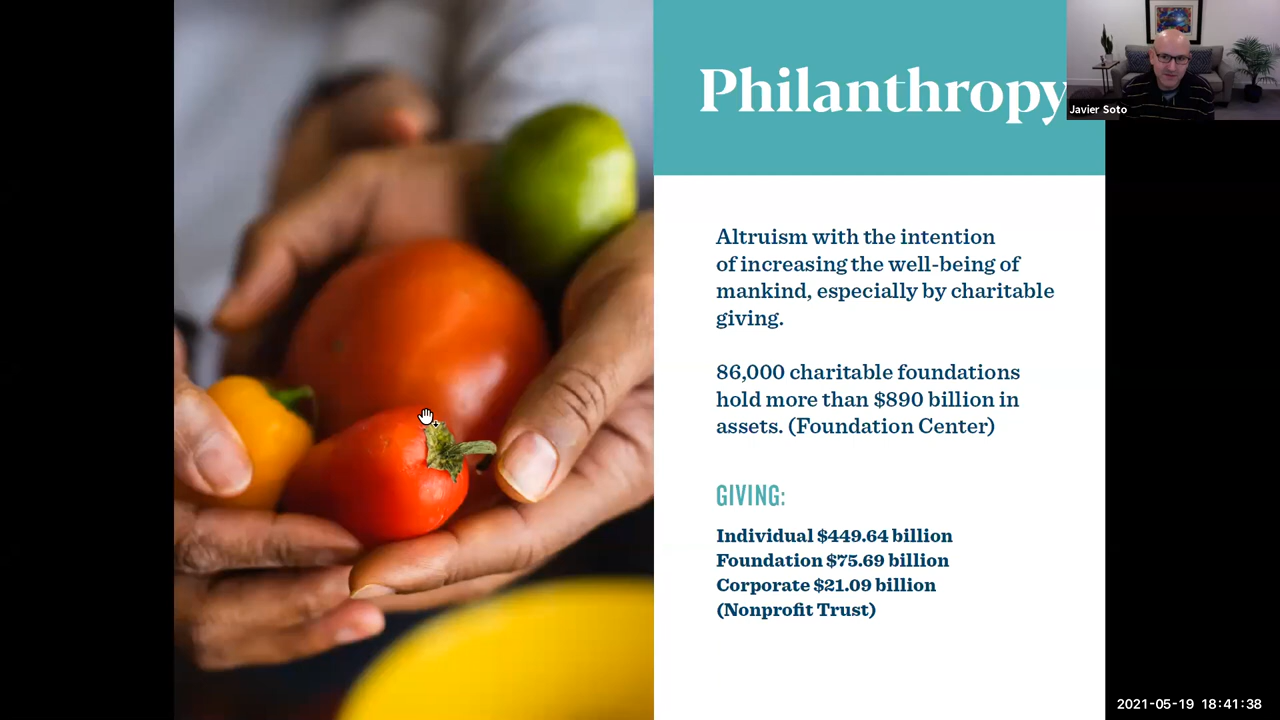 Philanthropy
Javier Soto
Altruism with the intention
of increasing the well-being of
mankind, especially by charitable
giving.
86,000 charitable foundations
hold more than $890 billion in
assets. (Foundation Center)
GIVING:
Individual $449.64 billion
Foundation $75.69 billion
Corporate $21.09 billion
(Nonprofit Trust)
2021-05-19 18:41:38